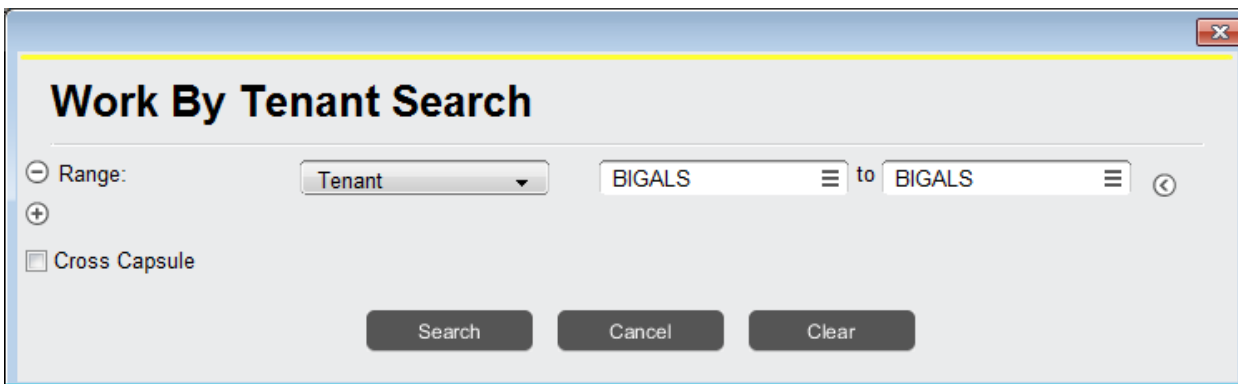 Work By Tenant Search
Range: Tenant BIGALS to BIGALS
Cross Capsule
Search Cancel Clear